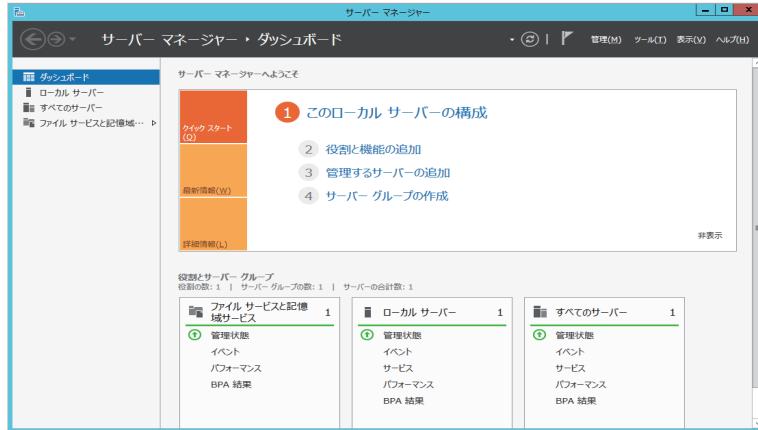 サーバー マネージャー
サーバー マネージャー ‣ ダッシュボード
管理(M) ツール(T) 表示(V) ヘルプ(H)
ダッシュボード
ローカル サーバー
すべてのサーバー
ファイル サービスと記憶域…
サーバー マネージャーへようこそ
クイック スタート(Q)
最新情報(W)
詳細情報(L)
1 このローカル サーバーの構成
2 役割と機能の追加
3 管理するサーバーの追加
4 サーバー グループの作成
非表示
役割とサーバー グループ
役割の数: 1 | サーバー グループの数: 1 | サーバーの合計数: 1
ファイル サービスと記憶
域サービス 1
管理状態
イベント
パフォーマンス
BPA 結果
ローカル サーバー 1
管理状態
イベント
サービス
パフォーマンス
BPA 結果
すべてのサーバー 1
管理状態
イベント
サービス
パフォーマンス
BPA 結果